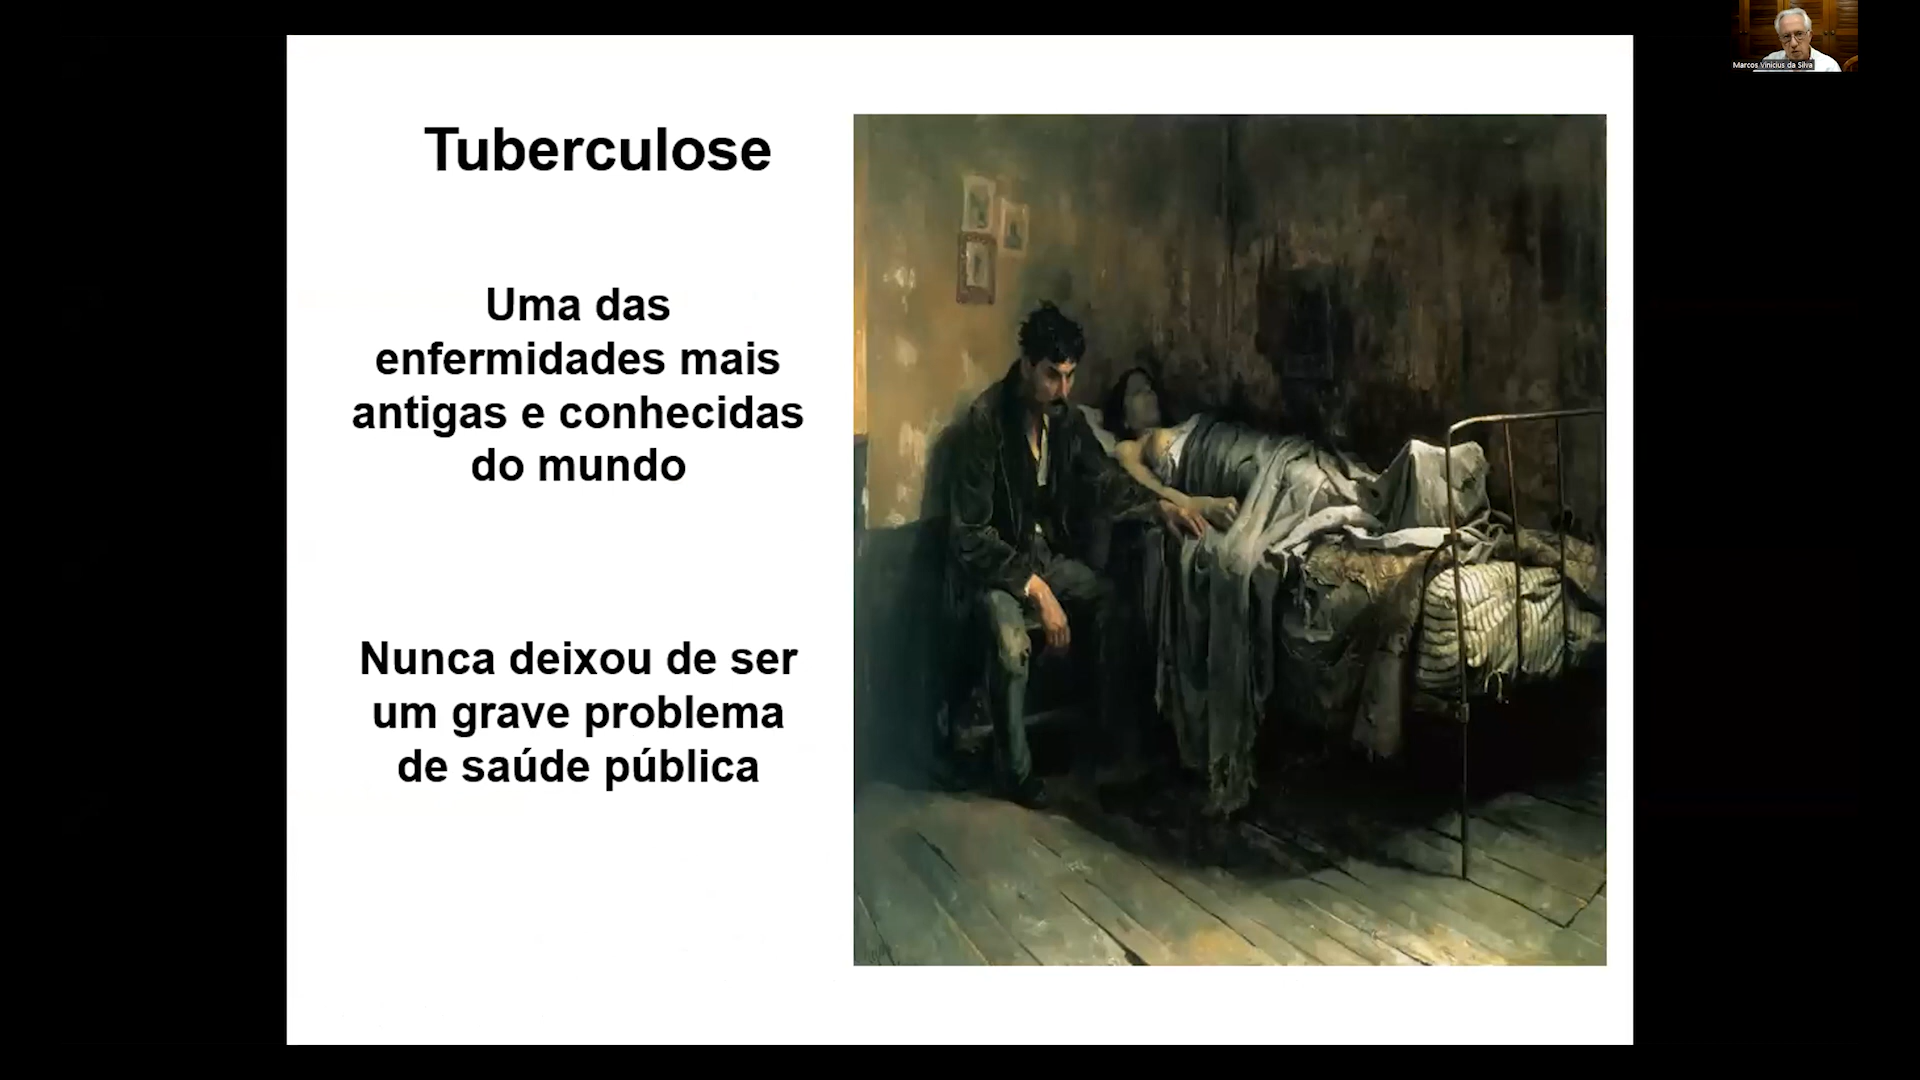 Marcos Vinicius da Silva
Tuberculose
Uma das
enfermidades mais
antigas e conhecidas
do mundo
Nunca deixou de ser
um grave problema
de saúde pública